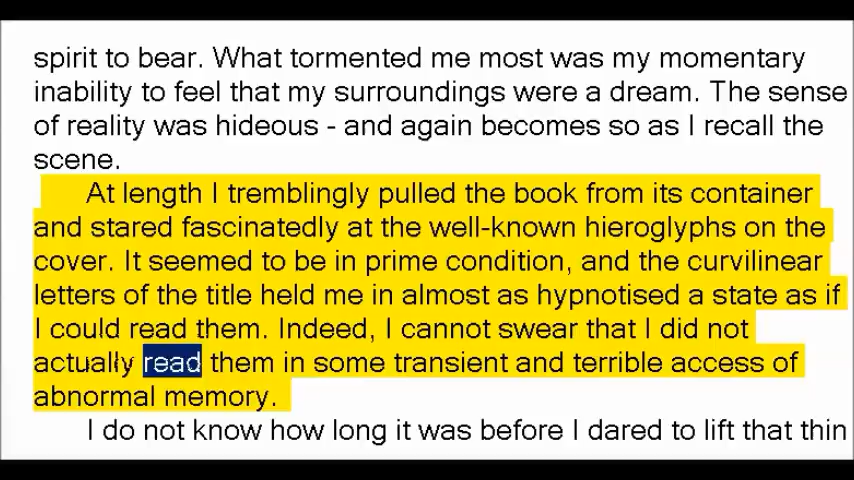 spirit to bear. What tormented me most was my momentary
inability to feel that my surroundings were a dream. The sense
of reality was hideous - and again becomes so as I recall the
scene.
At length I tremblingly pulled the book from its container
and stared fascinatedly at the well-known hieroglyphs on the
cover. It seemed to be in prime condition, and the curvilinear
letters of the title held me in almost as hypnotised a state as if
I could read them. Indeed, I cannot swear that I did not
actually read them in some transient and terrible access of
abnormal memory.
I do not know how long it was before I dared to lift that thin